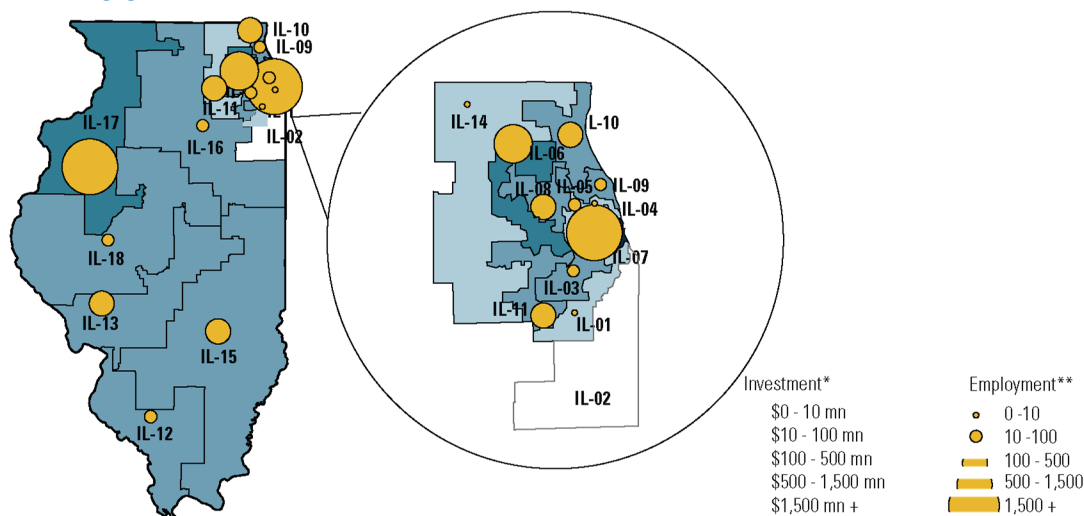 IL-10
IL-09
IL-17
IL-14
IL-16
IL-02
IL-18
IL-13
IL-15
IL-12
IL-14
L-10
IL-06
IL-08
IL-05
IL-09
IL-04
IL-07
IL-03
IL-11
IL-01
IL-02
Investment*
$0 - 10 mn
$10 - 100 mn
$100 - 500 mn
$500 - 1,500 mn
$1,500 mn +
Employment**
0 -10
10 -100
100 - 500
500 - 1,500
1,500 +